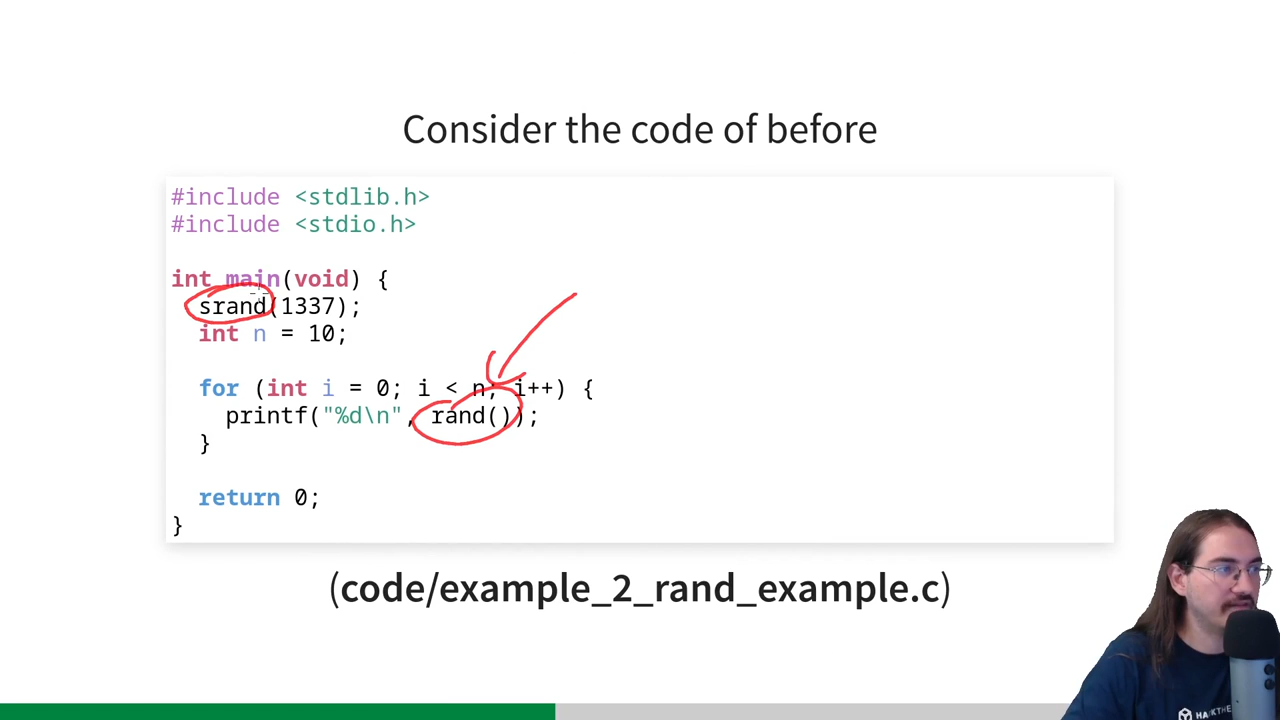 Consider the code of before
#include <stdlib.h>
#include <stdio.h>
int main(void) {
srand(1337);
int n = 10;
for (int i = 0; i < n; i++) {
printf("%d\n", rand());
}
return 0;
}
(code/example_2_rand_example.c)